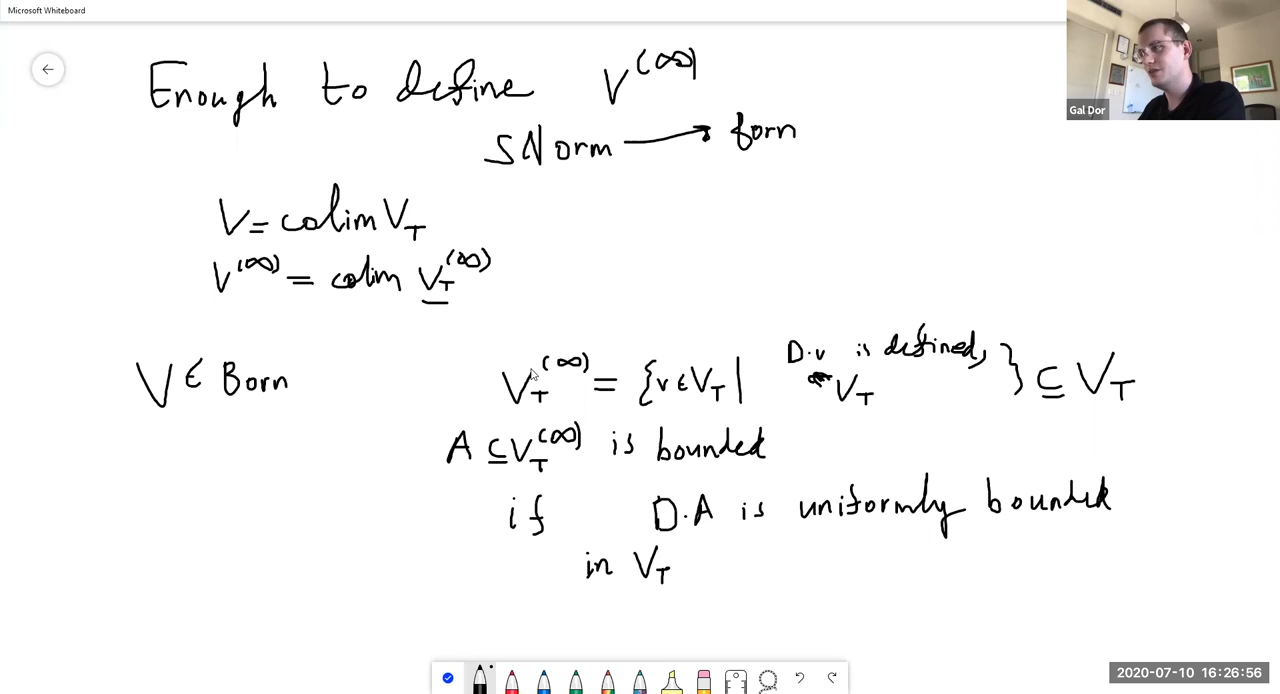 Microsoft Whiteboard
Gal Dor
Enough to define V^(∞)
SNorm → Born
V = colim V_T
V^(∞) = colim V_T^(∞)
V ∈ Born
V_T^(∞) = {v ∈ V_T | D·v is defined, V_T} ⊆ V_T
A ⊆ V_T^(∞) is bounded
if D·A is uniformly bounded
in V_T
2020-07-10 16:26:56